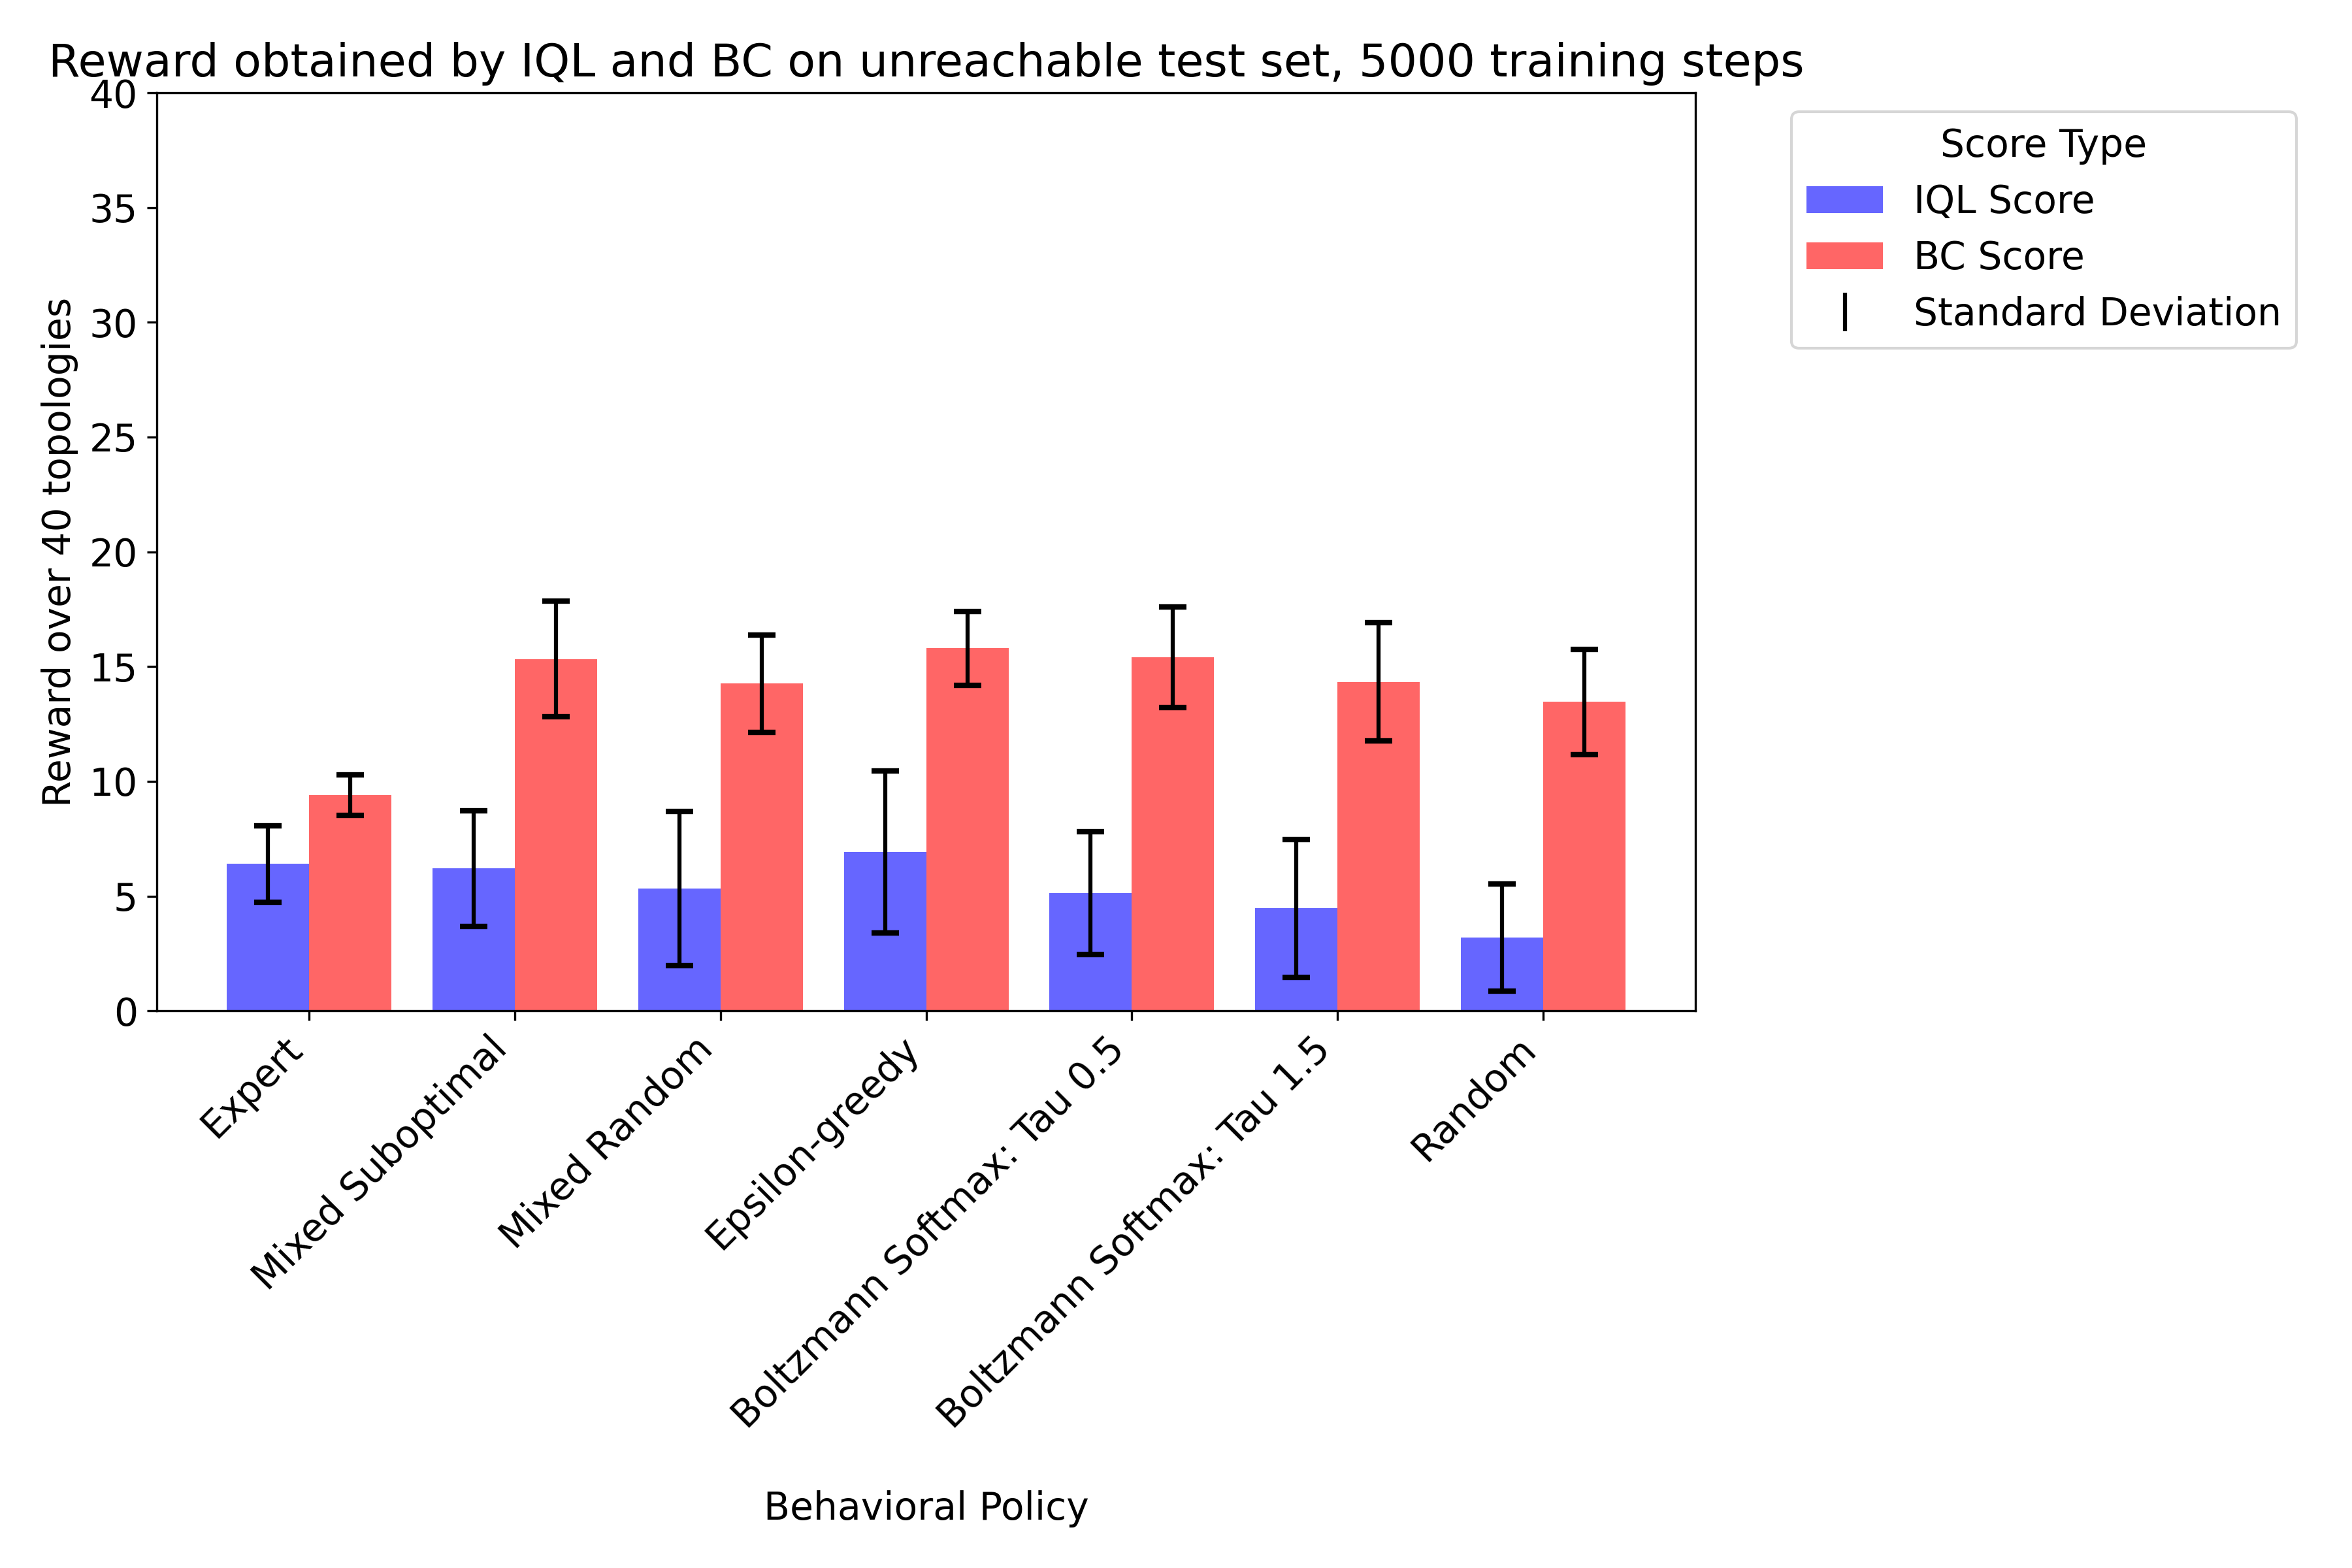 Reward obtained by IQL and BC on unreachable test set, 5000 training steps
Score Type
IQL Score
BC Score
Standard Deviation
Reward over 40 topologies
40
35
30
25
20
15
10
5
0
Expert
Mixed Suboptimal
Mixed Random
Epsilon-greedy
Boltzmann Softmax: Tau 0.5
Boltzmann Softmax: Tau 1.5
Random
Behavioral Policy